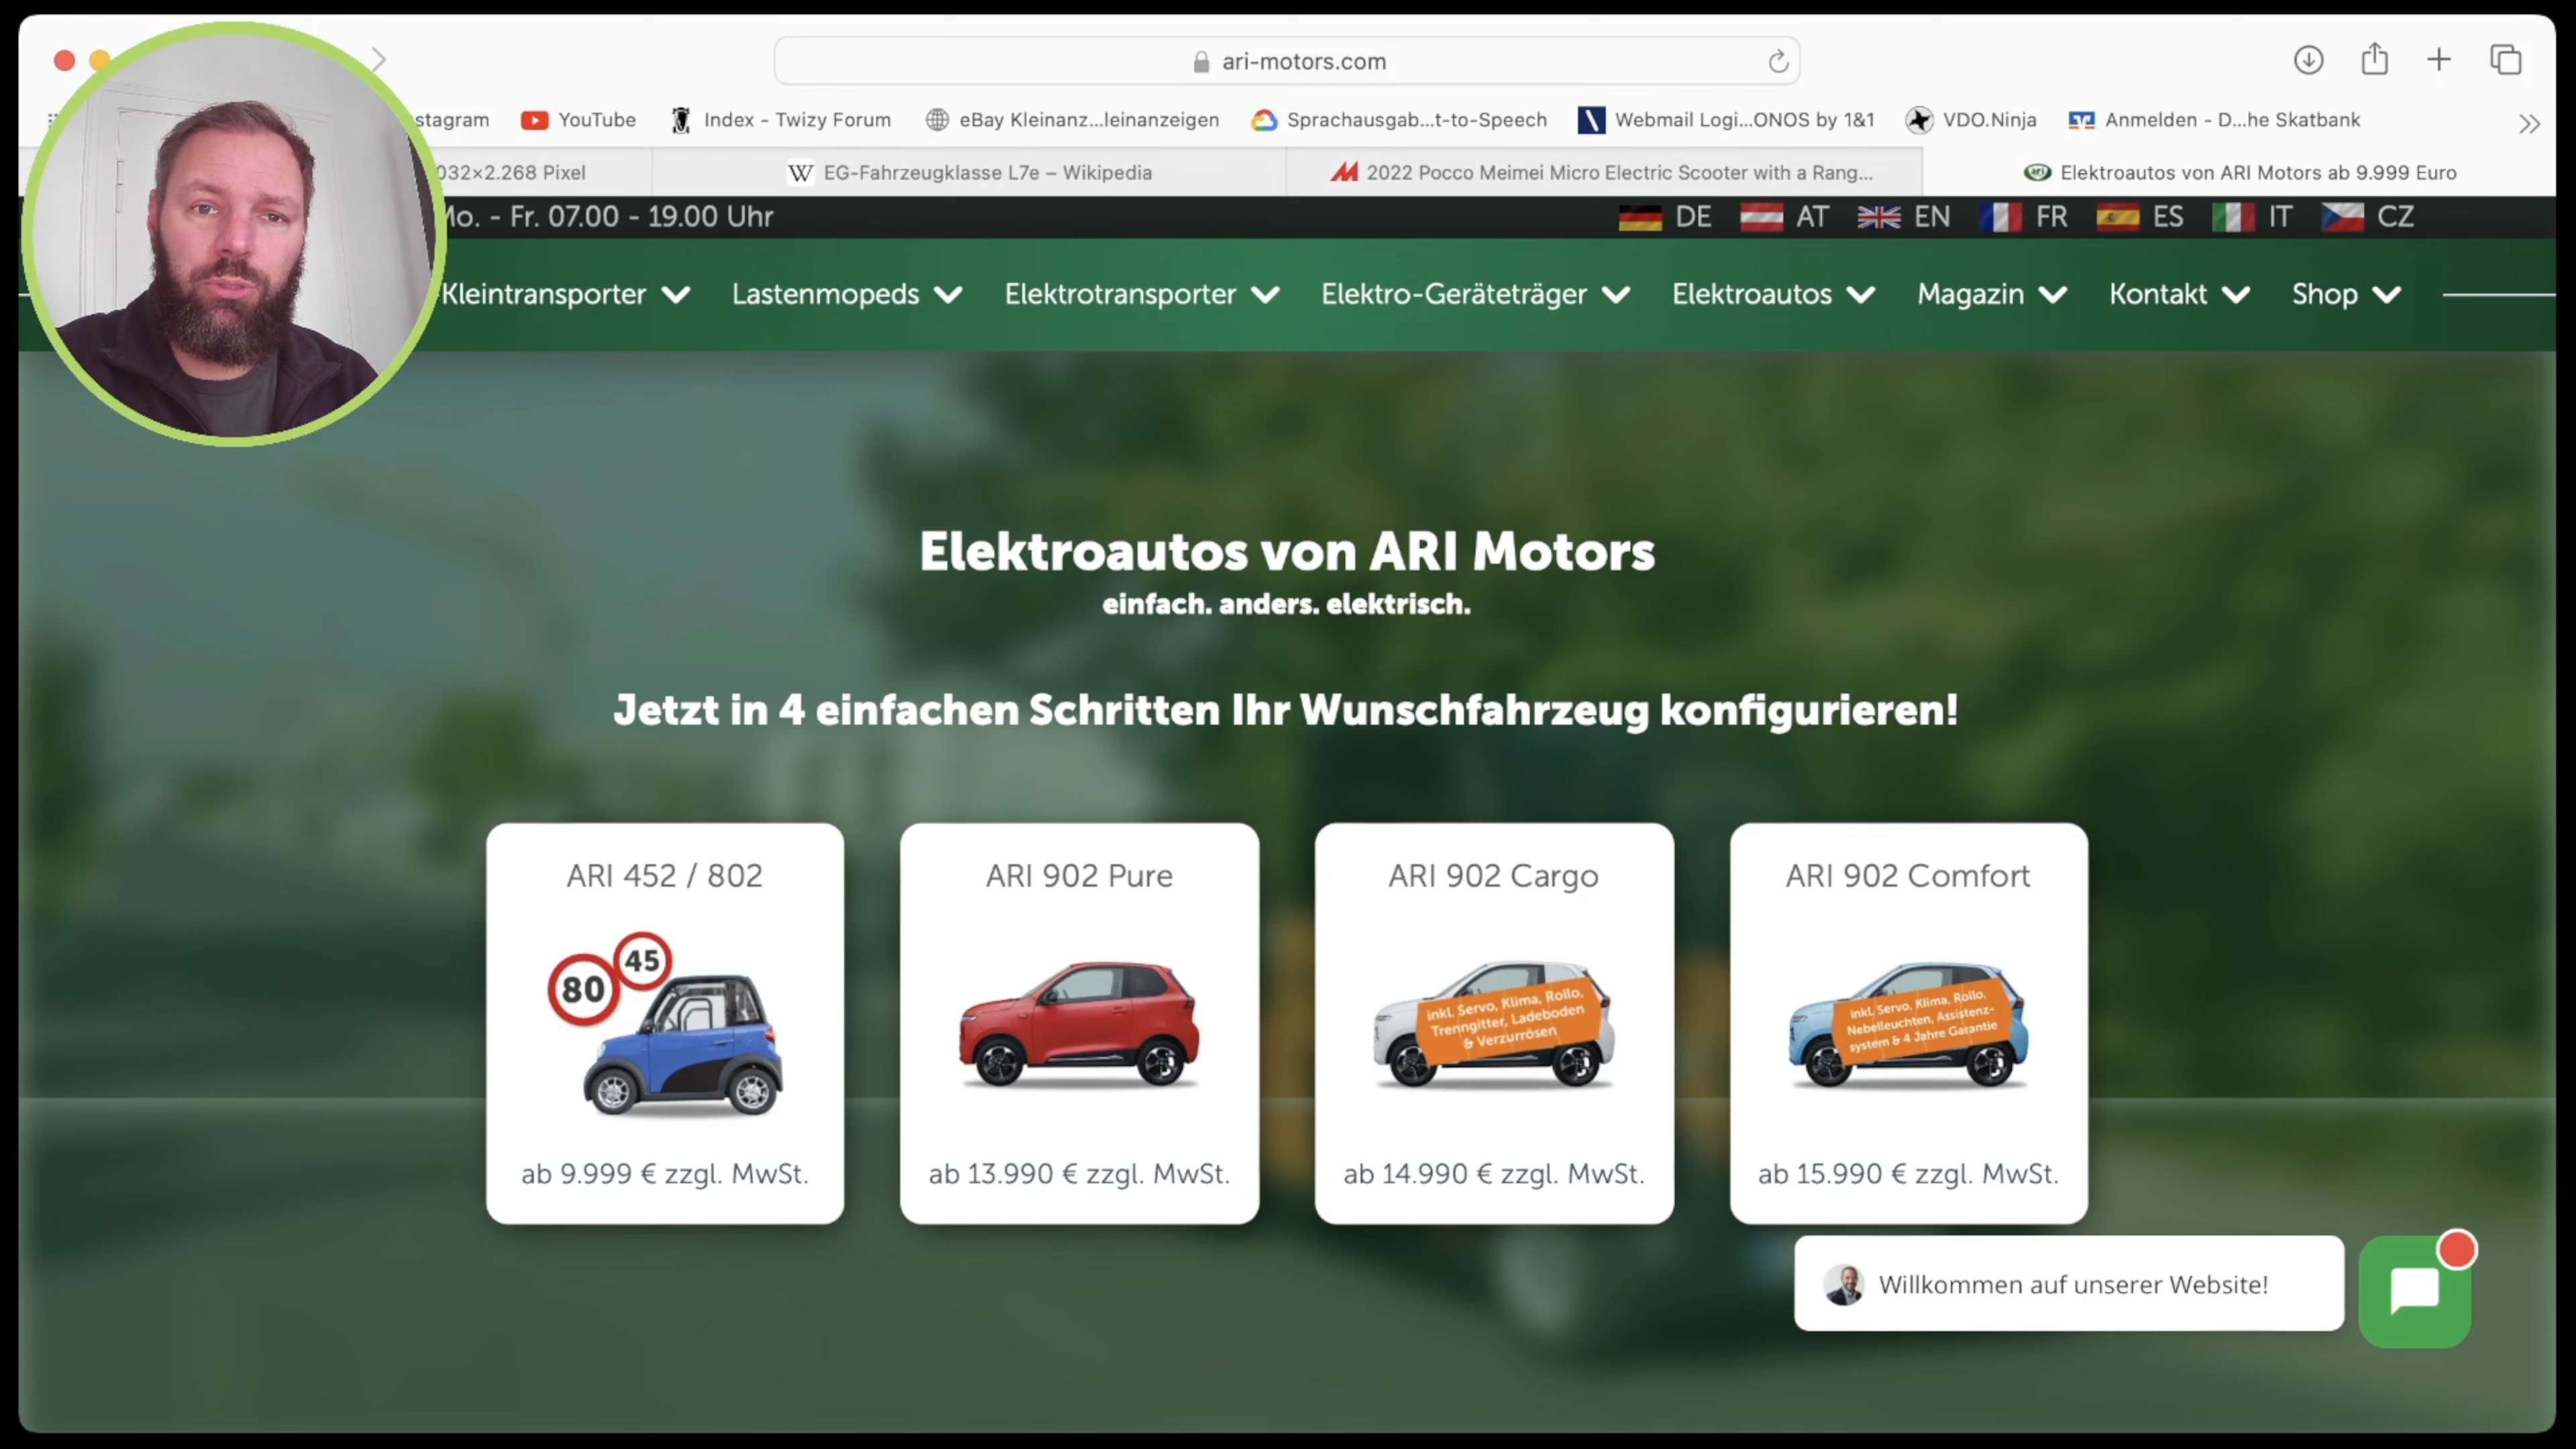 ari-motors.com
stagram YouTube Index - Twizy Forum eBay Kleinanz...leinanzeigen Sprachausgab...t-to-Speech Webmail Logi...ONOS by 1&1 VDO.Ninja Anmelden - D...he Skatbank
032×2.268 Pixel EG-Fahrzeugklasse L7e – Wikipedia 2022 Pocco Meimei Micro Electric Scooter with a Rang... Elektroautos von ARI Motors ab 9.999 Euro
Mo. - Fr. 07.00 - 19.00 Uhr DE AT EN FR ES IT CZ
Kleintransporter Lastenmopeds Elektrotransporter Elektro-Geräteträger Elektroautos Magazin Kontakt Shop
Elektroautos von ARI Motors
einfach. anders. elektrisch.
Jetzt in 4 einfachen Schritten Ihr Wunschfahrzeug konfigurieren!
ARI 452 / 802
80 45
ab 9.999 € zzgl. MwSt.
ARI 902 Pure
ab 13.990 € zzgl. MwSt.
ARI 902 Cargo
inkl. Servo, Klima, Rollo,
Trenngitter, Ladeboden
& Verzurrösen
ab 14.990 € zzgl. MwSt.
ARI 902 Comfort
inkl. Servo, Klima, Rollo,
Nebelleuchten, Assistenz-
system & 4 Jahre Garantie
ab 15.990 € zzgl. MwSt.
Willkommen auf unserer Website!